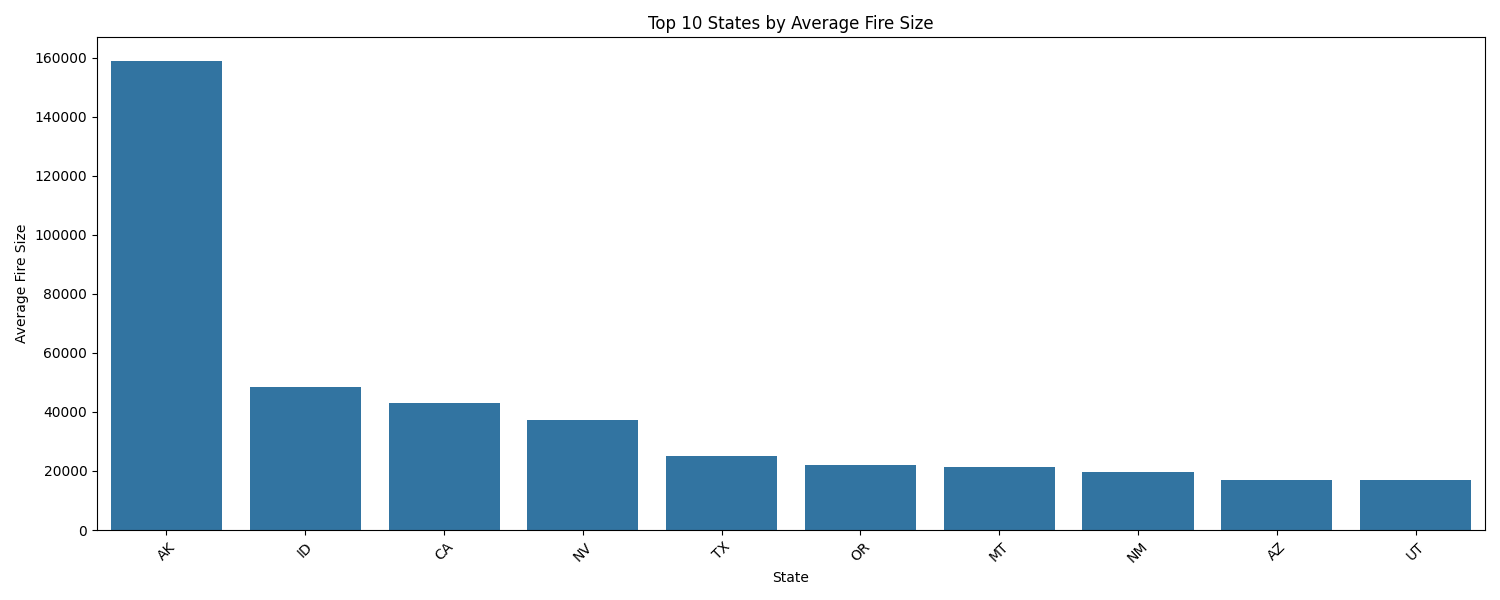 Top 10 States by Average Fire Size
Average Fire Size
160000
140000
120000
100000
80000
60000
40000
20000
0
AK ID CA NV TX OR MT NM AZ UT
State